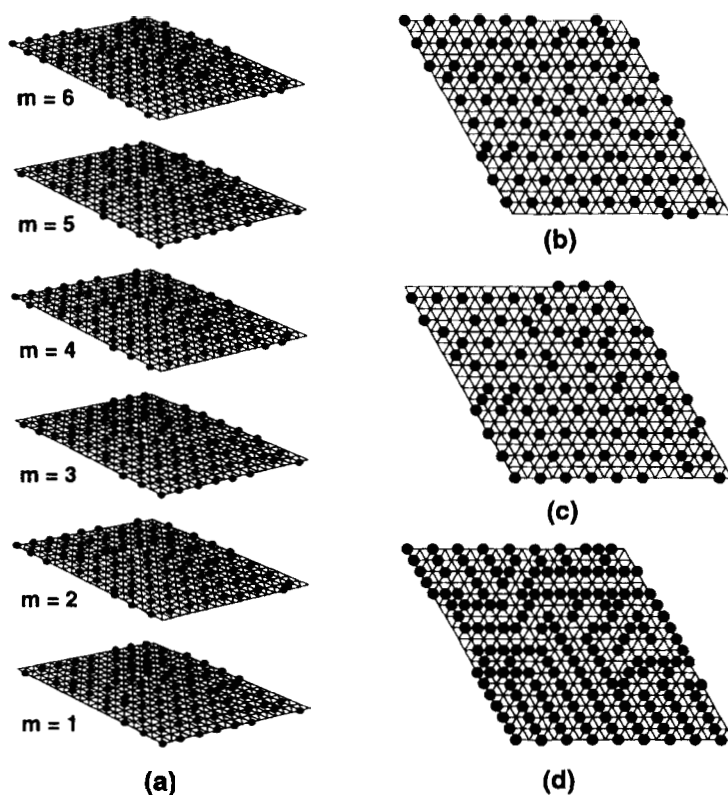 m = 6
m = 5
m = 4
m = 3
m = 2
m = 1
(a)
(b)
(c)
(d)